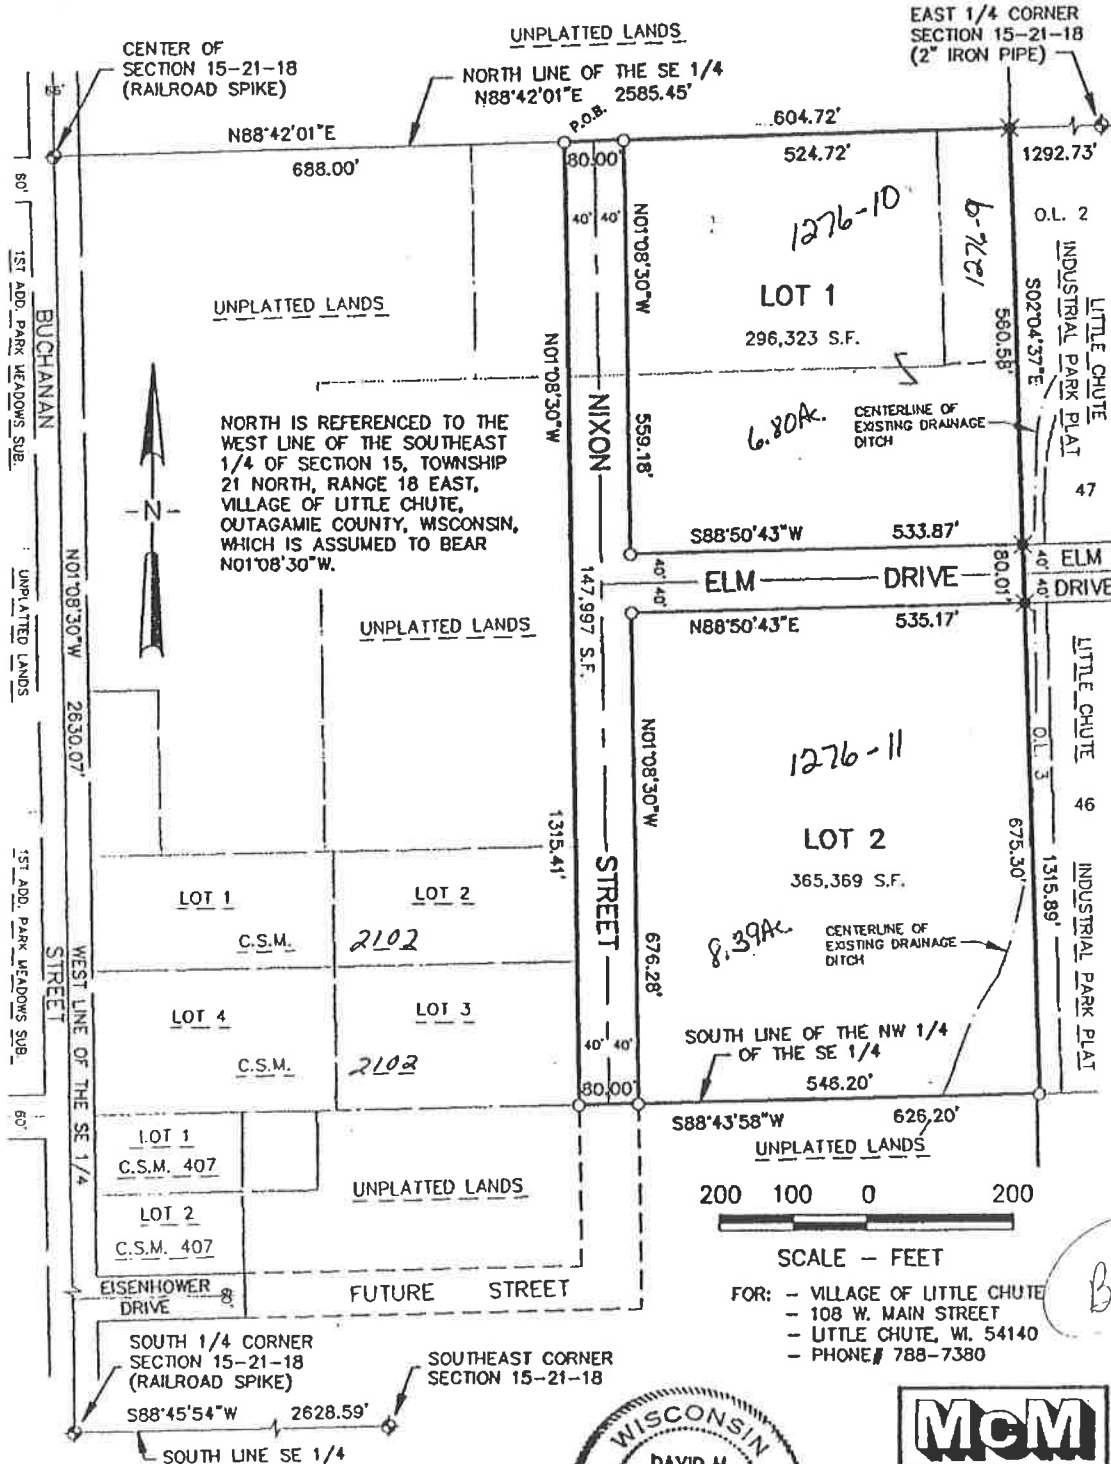 EAST 1/4 CORNER
SECTION 15-21-18
(2" IRON PIPE)
UNPLATTED LANDS
CENTER OF
SECTION 15-21-18
(RAILROAD SPIKE)
NORTH LINE OF THE SE 1/4
N88°42'01"E 2585.45'
P.O.B.
604.72'
N88°42'01"E
688.00'
80.00'
524.72'
1292.73'
66'
60'
40' 40'
1276-10
1276-9
O.L. 2
LOT 1
296,323 S.F.
N01°08'30"W
559.18'
S02°04'37"E
560.58'
LITTLE CHUTE
INDUSTRIAL PARK PLAT
47
UNPLATTED LANDS
1ST ADD. PARK MEADOWS SUB.
BUCHANAN
N01°08'30"W
NIXON
6.80Ac.
CENTERLINE OF
EXISTING DRAINAGE
DITCH
NORTH IS REFERENCED TO THE
WEST LINE OF THE SOUTHEAST
1/4 OF SECTION 15, TOWNSHIP
21 NORTH, RANGE 18 EAST,
VILLAGE OF LITTLE CHUTE,
OUTAGAMIE COUNTY, WISCONSIN,
WHICH IS ASSUMED TO BEAR
N01°08'30"W.
N
S88°50'43"W 533.87'
40' 40'
ELM DRIVE
80.01'
40' 40'
ELM
DRIVE
N88°50'43"E 535.17'
147,997 S.F.
UNPLATTED LANDS
UNPLATTED LANDS
N01°08'30"W 2630.07'
1276-11
N01°08'30"W
676.28'
LOT 2
365,369 S.F.
8.39Ac.
CENTERLINE OF
EXISTING DRAINAGE
DITCH
O.L. 3
675.30'
1315.89'
LITTLE CHUTE
46
INDUSTRIAL PARK PLAT
1315.41'
STREET
LOT 1
LOT 2
C.S.M. 2102
LOT 4
LOT 3
C.S.M. 2102
1ST ADD. PARK MEADOWS SUB.
STREET
WEST LINE OF THE SE 1/4
60'
40' 40'
80.00'
SOUTH LINE OF THE NW 1/4
OF THE SE 1/4
546.20'
S88°43'58"W 626.20'
UNPLATTED LANDS
LOT 1
C.S.M. 407
LOT 2
C.S.M. 407
UNPLATTED LANDS
EISENHOWER
DRIVE
60'
FUTURE STREET
200 100 0 200
SCALE - FEET
FOR: - VILLAGE OF LITTLE CHUTE
- 108 W. MAIN STREET
- LITTLE CHUTE, WI. 54140
- PHONE# 788-7380
B
SOUTH 1/4 CORNER
SECTION 15-21-18
(RAILROAD SPIKE)
SOUTHEAST CORNER
SECTION 15-21-18
S88°45'54"W 2628.59'
SOUTH LINE SE 1/4
WISCONSIN
DAVID M.
McM